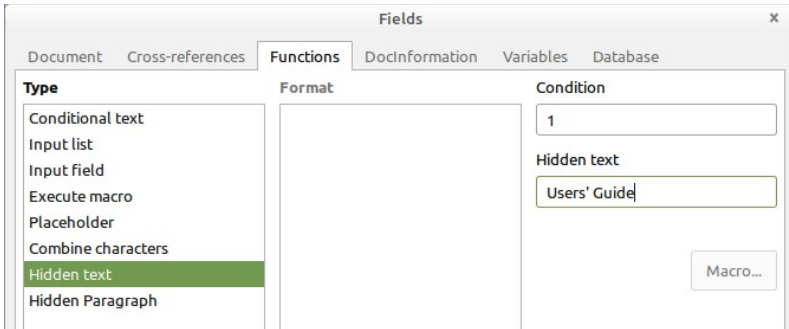 Fields ×
Document Cross-references Functions DocInformation Variables Database
Type
Conditional text
Input list
Input field
Execute macro
Placeholder
Combine characters
Hidden text
Hidden Paragraph
Format
Condition
1
Hidden text
Users' Guide
Macro...